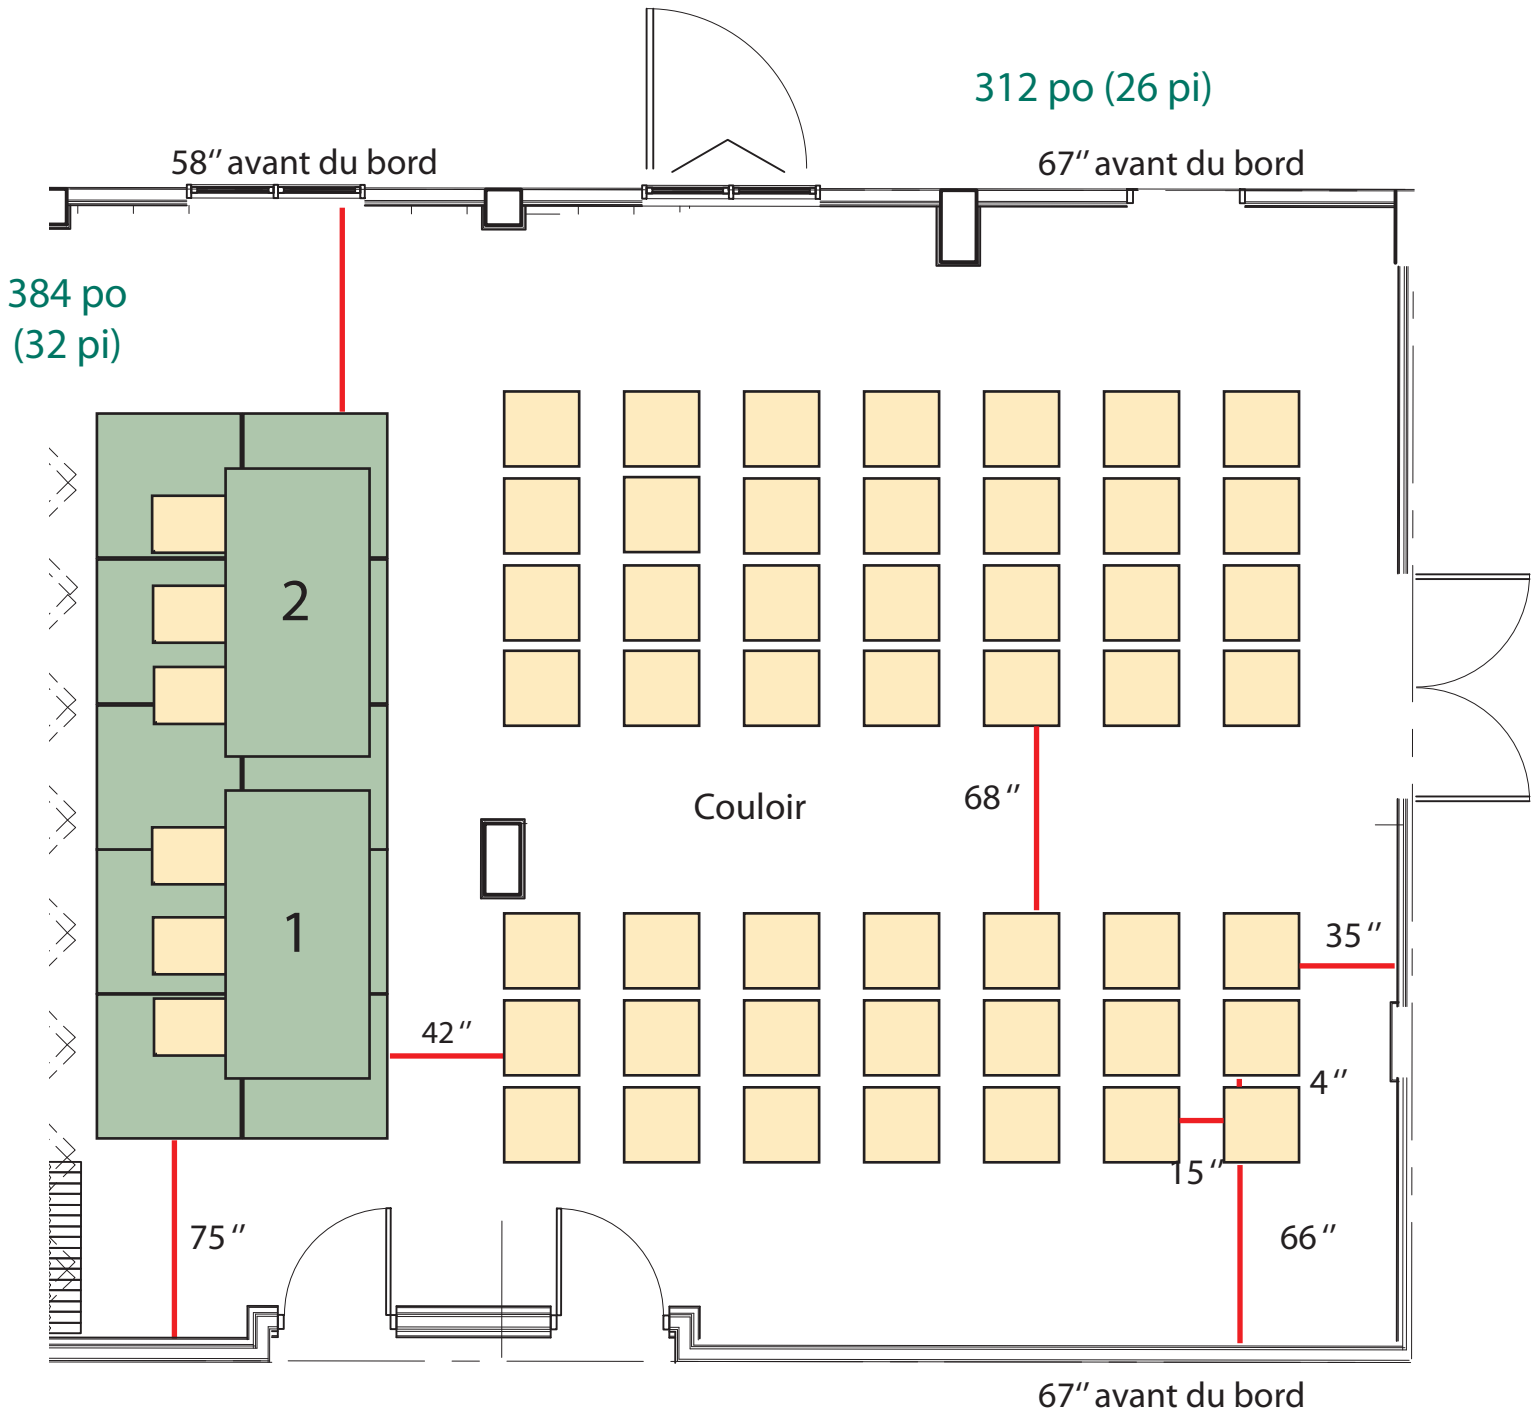 312 po (26 pi)
58″ avant du bord
67″ avant du bord
384 po
(32 pi)
2
68″
Couloir
1
35″
42″
4″
15″
75″
66″
67″ avant du bord